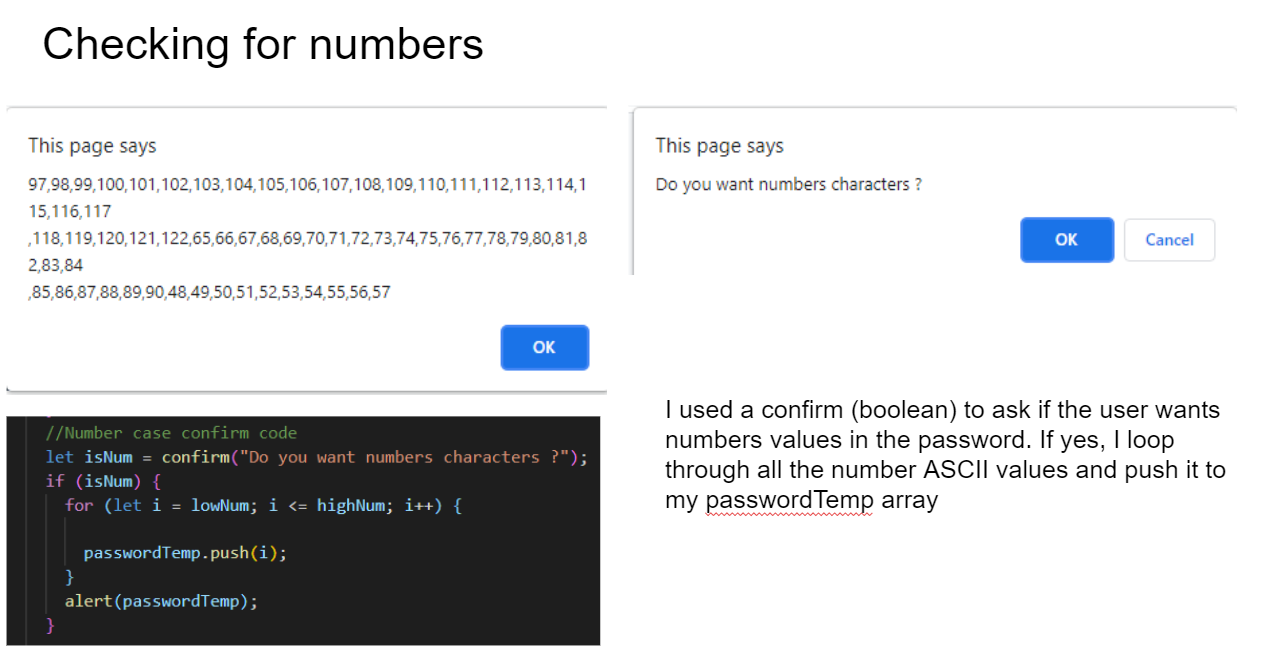 Checking for numbers
This page says
97,98,99,100,101,102,103,104,105,106,107,108,109,110,111,112,113,114,1
15,116,117
,118,119,120,121,122,65,66,67,68,69,70,71,72,73,74,75,76,77,78,79,80,81,8
2,83,84
,85,86,87,88,89,90,48,49,50,51,52,53,54,55,56,57
OK
This page says
Do you want numbers characters ?
OK
Cancel
//Number case confirm code
let isNum = confirm("Do you want numbers characters ?");
if (isNum) {
for (let i = lowNum; i <= highNum; i++) {
passwordTemp.push(i);
}
alert(passwordTemp);
}
I used a confirm (boolean) to ask if the user wants
numbers values in the password. If yes, I loop
through all the number ASCII values and push it to
my passwordTemp array